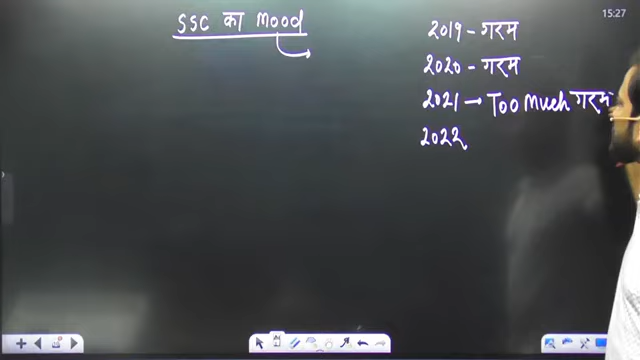 SSC का Mood
15:27
2019 - गरम
2020 - गरम
2021 → Too Much गरम
2022